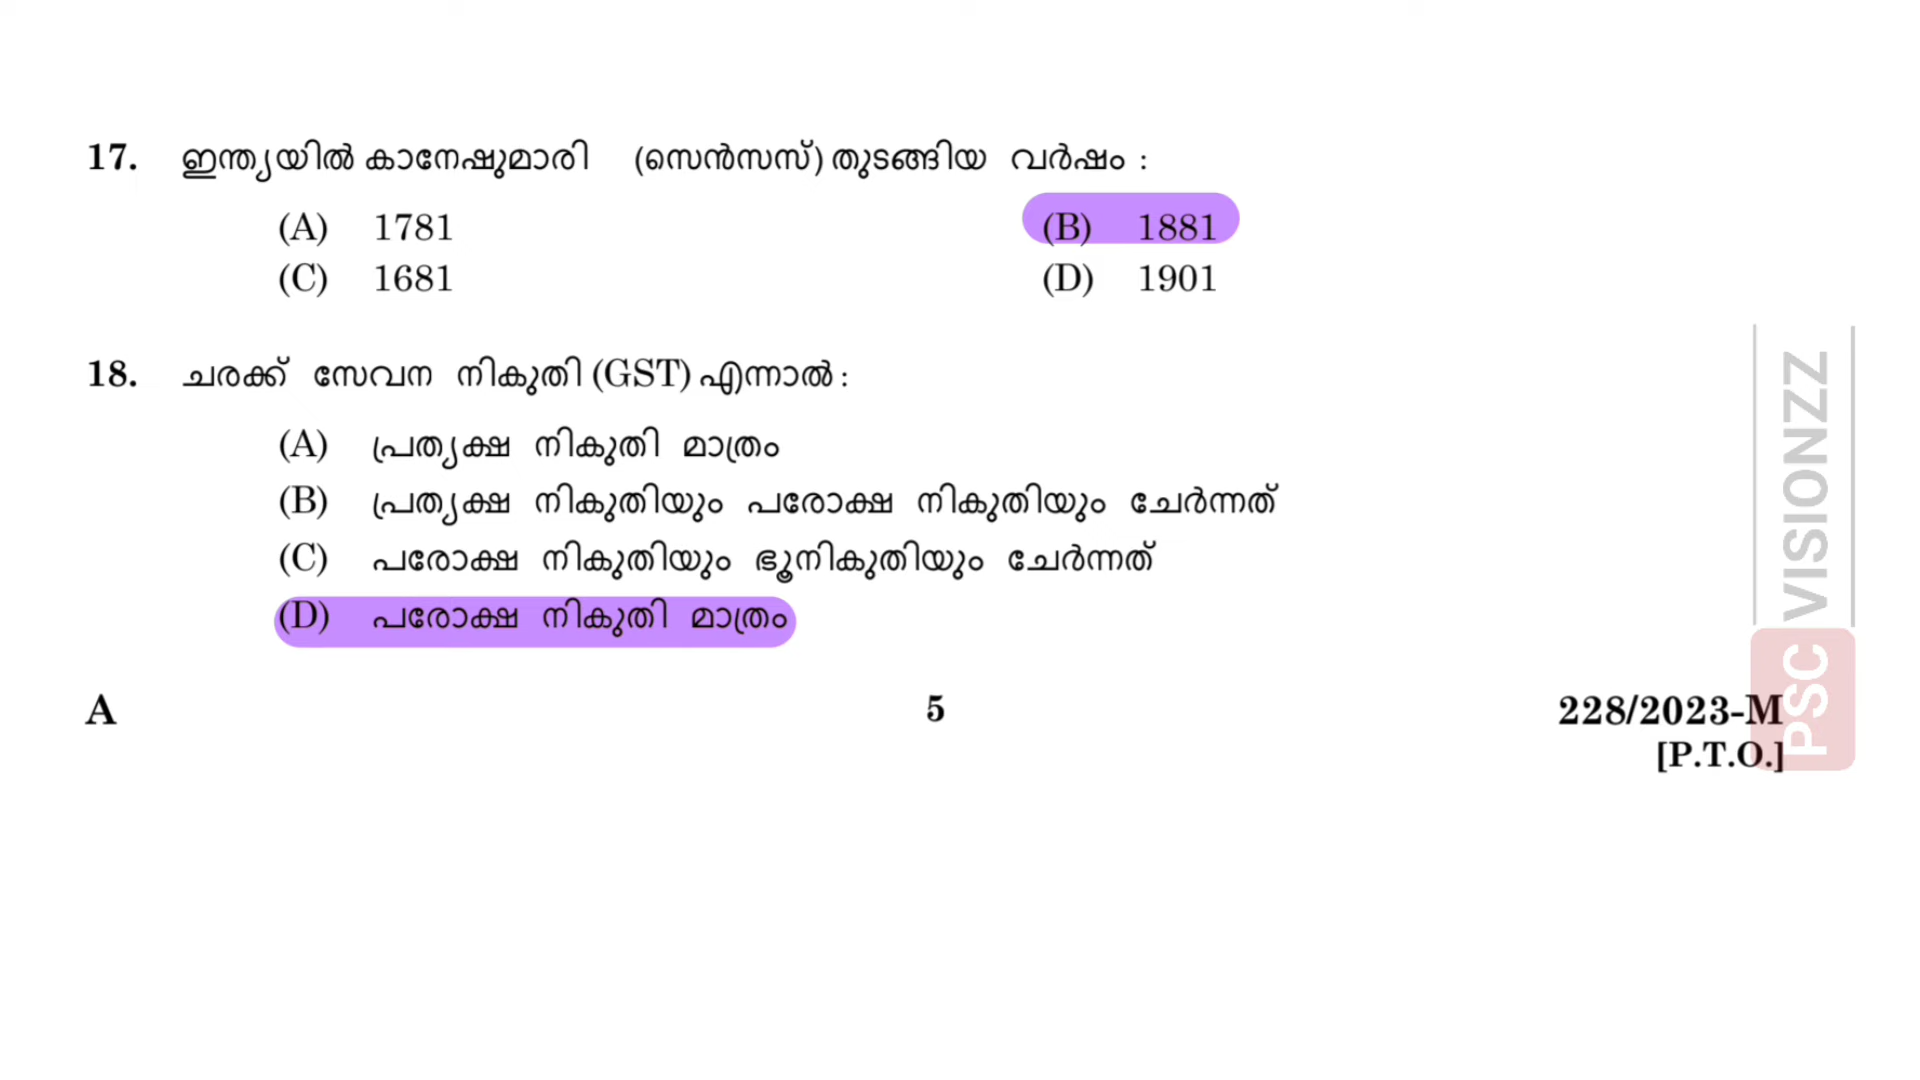 17. ഇന്ത്യയിൽ കാനേഷുമാരി (സെൻസസ്) തുടങ്ങിയ വർഷം :
(A) 1781 (B) 1881
(C) 1681 (D) 1901
18. ചരക്ക് സേവന നികുതി (GST) എന്നാൽ :
(A) പ്രത്യക്ഷ നികുതി മാത്രം
(B) പ്രത്യക്ഷ നികുതിയും പരോക്ഷ നികുതിയും ചേർന്നത്
(C) പരോക്ഷ നികുതിയും ഭൂനികുതിയും ചേർന്നത്
(D) പരോക്ഷ നികുതി മാത്രം
A 5 228/2023-M
[P.T.O.]
PSC VISIONZZ